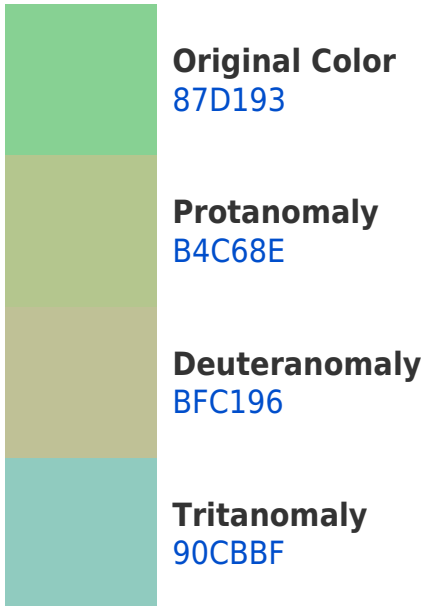 Original Color
87D193
Protanomaly
B4C68E
Deuteranomaly
BFC196
Tritanomaly
90CBBF